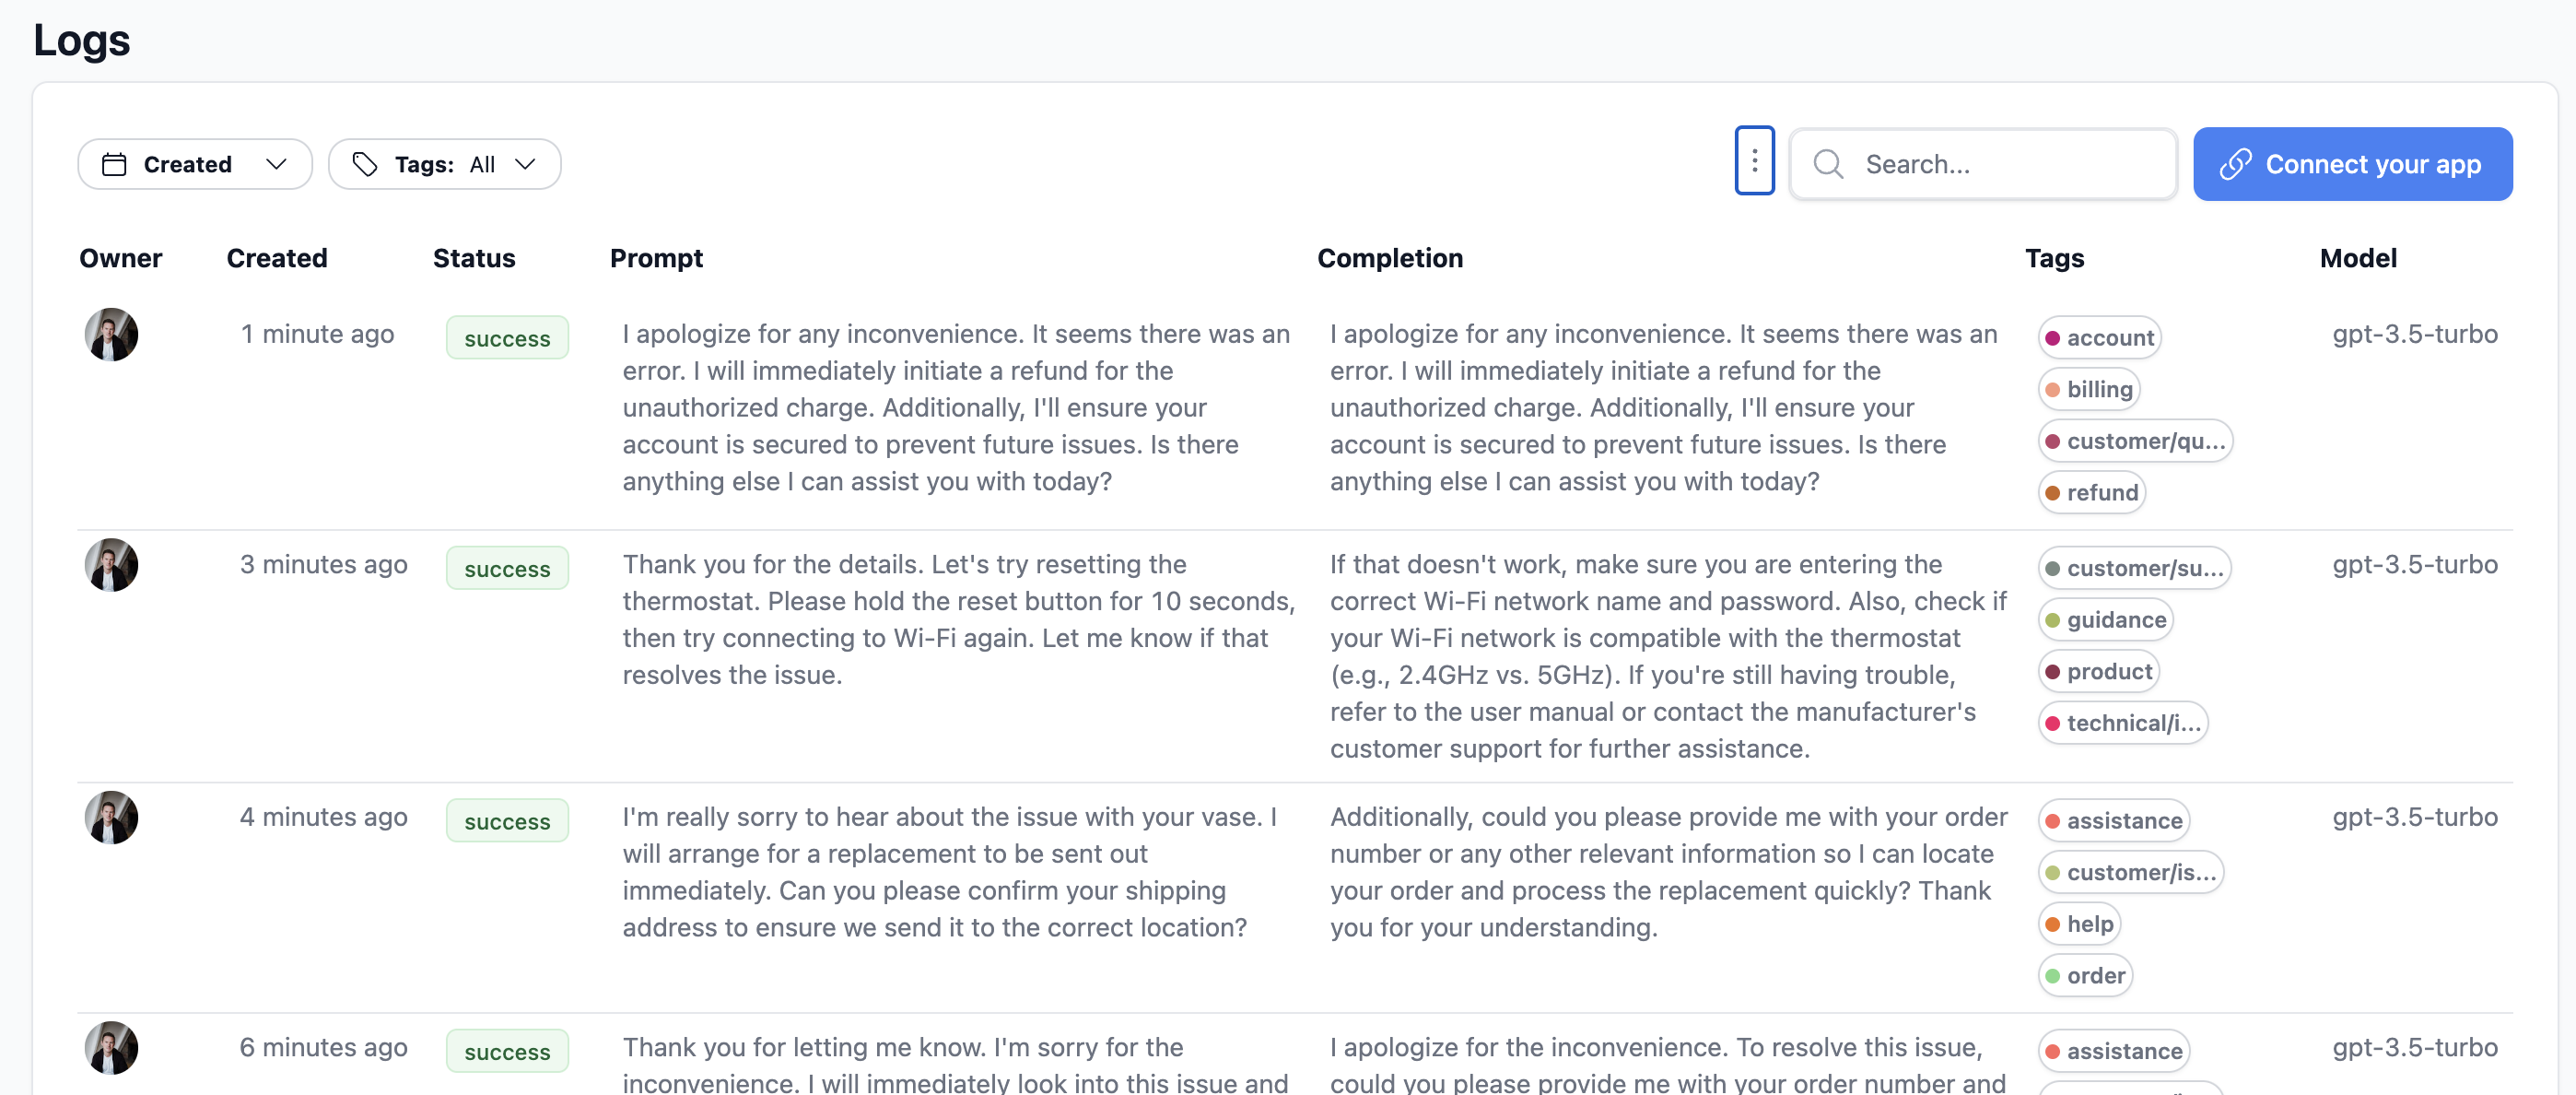 Logs
Created
Tags: All
Search...
Connect your app
Owner Created Status Prompt Completion Tags Model
1 minute ago
success
I apologize for any inconvenience. It seems there was an
error. I will immediately initiate a refund for the
unauthorized charge. Additionally, I'll ensure your
account is secured to prevent future issues. Is there
anything else I can assist you with today?
I apologize for any inconvenience. It seems there was an
error. I will immediately initiate a refund for the
unauthorized charge. Additionally, I'll ensure your
account is secured to prevent future issues. Is there
anything else I can assist you with today?
account
billing
customer/qu...
refund
gpt-3.5-turbo
3 minutes ago
success
Thank you for the details. Let's try resetting the
thermostat. Please hold the reset button for 10 seconds,
then try connecting to Wi-Fi again. Let me know if that
resolves the issue.
If that doesn't work, make sure you are entering the
correct Wi-Fi network name and password. Also, check if
your Wi-Fi network is compatible with the thermostat
(e.g., 2.4GHz vs. 5GHz). If you're still having trouble,
refer to the user manual or contact the manufacturer's
customer support for further assistance.
customer/su...
guidance
product
technical/i...
gpt-3.5-turbo
4 minutes ago
success
I'm really sorry to hear about the issue with your vase. I
will arrange for a replacement to be sent out
immediately. Can you please confirm your shipping
address to ensure we send it to the correct location?
Additionally, could you please provide me with your order
number or any other relevant information so I can locate
your order and process the replacement quickly? Thank
you for your understanding.
assistance
customer/is...
help
order
gpt-3.5-turbo
6 minutes ago
success
Thank you for letting me know. I'm sorry for the
inconvenience. I will immediately look into this issue and
I apologize for the inconvenience. To resolve this issue,
could you please provide me with your order number and
assistance
gpt-3.5-turbo